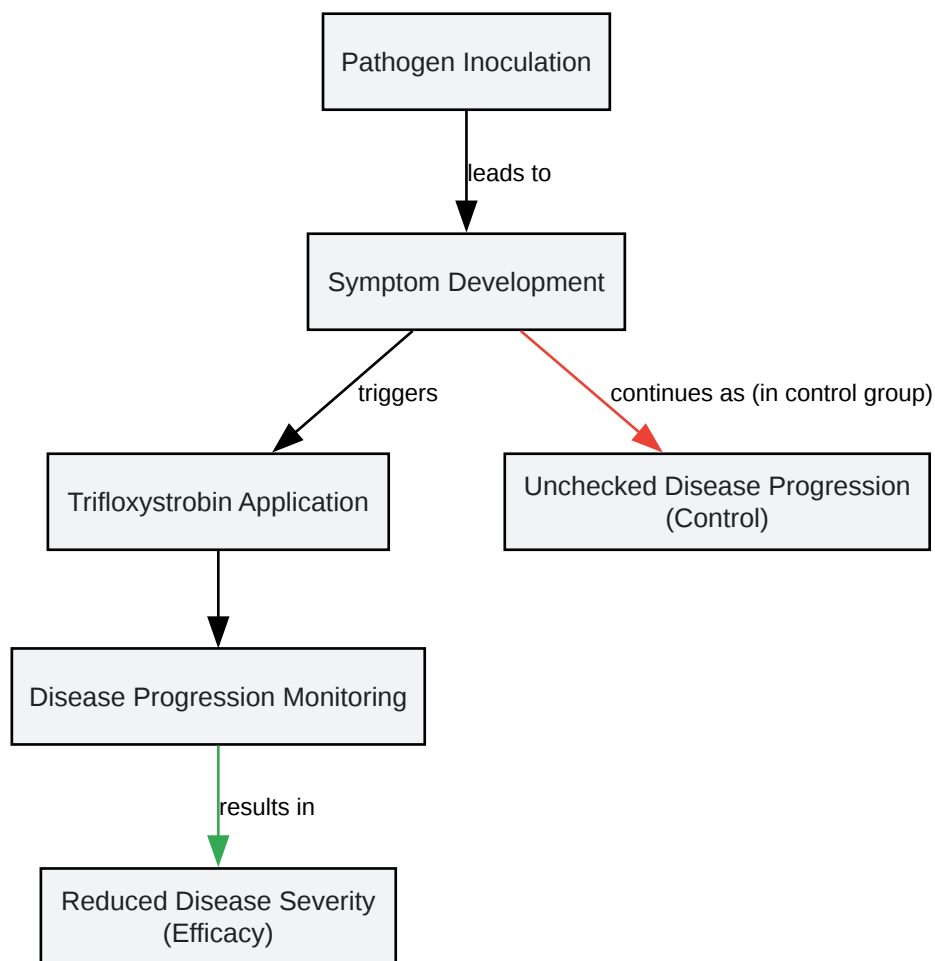 Pathogen Inoculation
leads to
Symptom Development
triggers
continues as (in control group)
Trifloxystrobin Application
Unchecked Disease Progression
(Control)
Disease Progression Monitoring
results in
Reduced Disease Severity
(Efficacy)